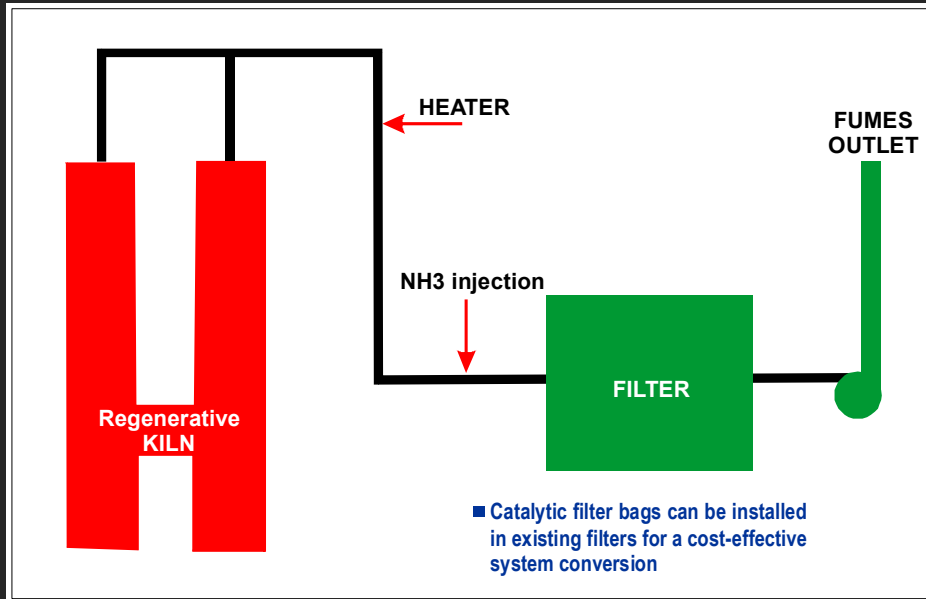 HEATER
FUMES
OUTLET
NH3 injection
FILTER
Regenerative
KILN
Catalytic filter bags can be installed
in existing filters for a cost-effective
system conversion